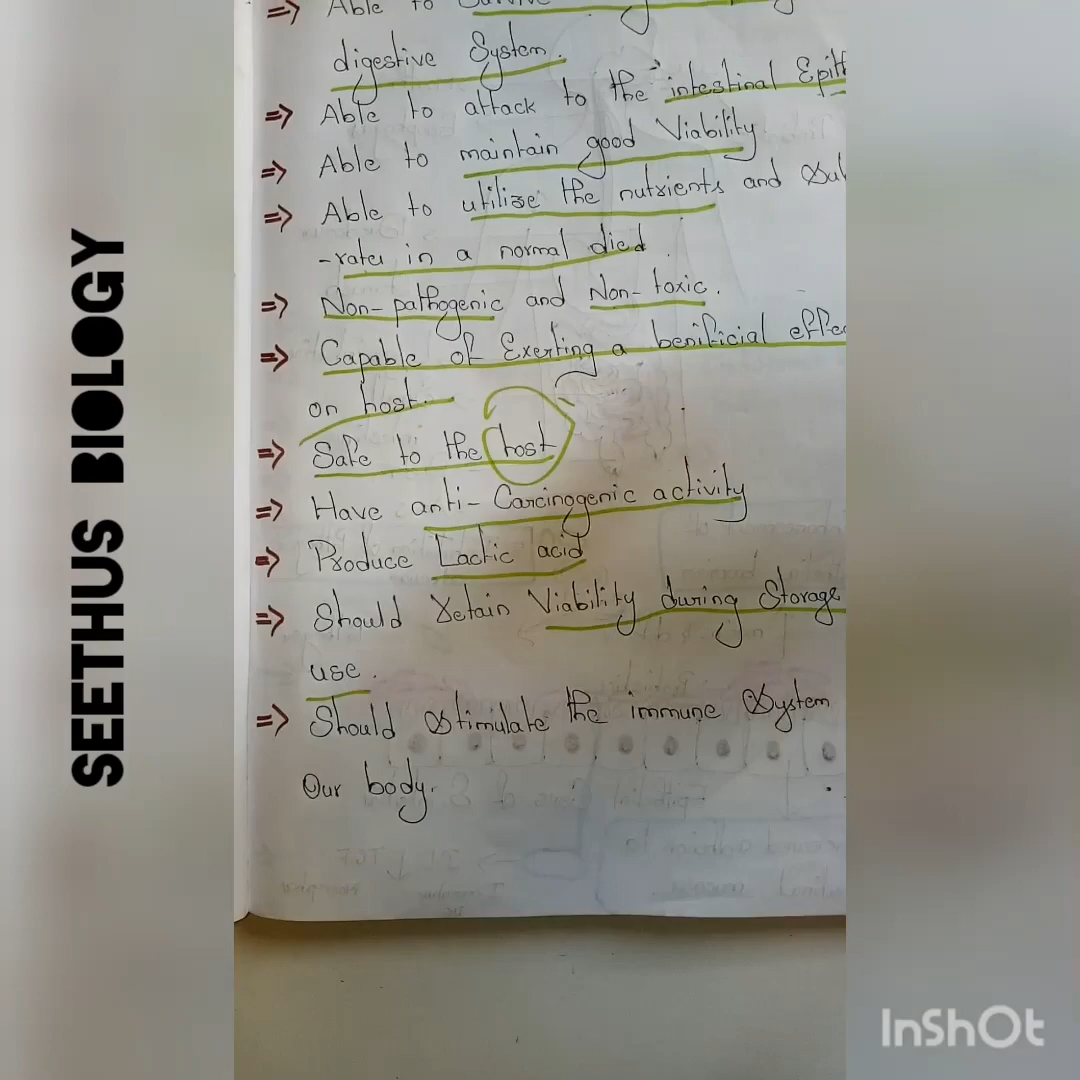 SEETHUS BIOLOGY
=> Able to
digestive System.
=> Able to attack to the intestinal
=> Able to maintain good Viability
=> Able to utilize the nutrients and
-rates in a normal died
=> Non-pathogenic and Non-toxic.
=> Capable of Exerting a benificial
on host.
=> Safe to the host
=> Have anti-Carcinogenic activity
=> Produce Lactic acid
=> Should retain Viability during Storage
use.
=> Should Stimulate the immune System
Our body.
InShOt